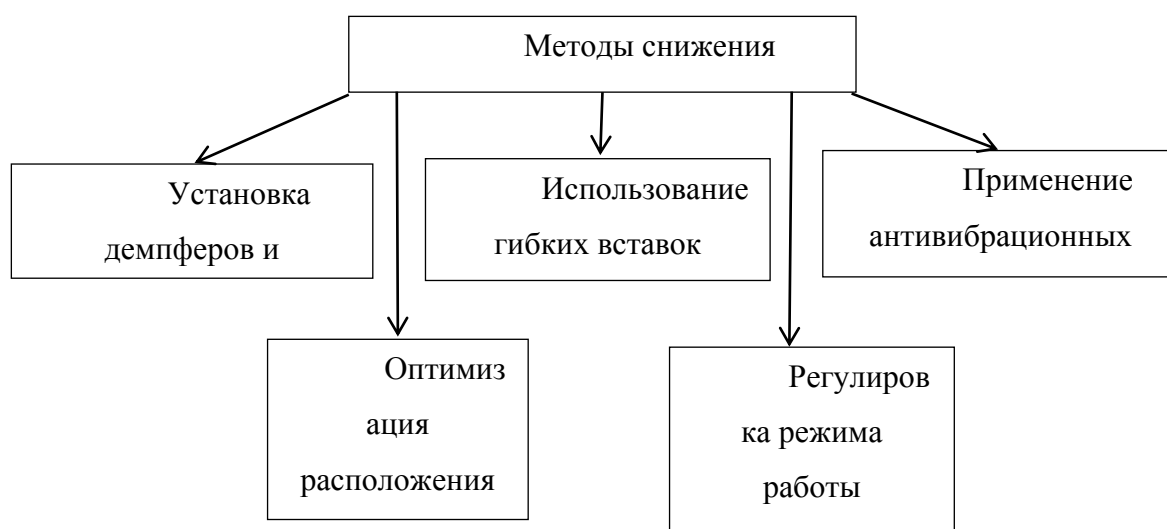 Методы снижения
Установка
демпферов и
Использование
гибких вставок
Применение
антивибрационных
Оптимиз
ация
расположения
Регулиров
ка режима
работы